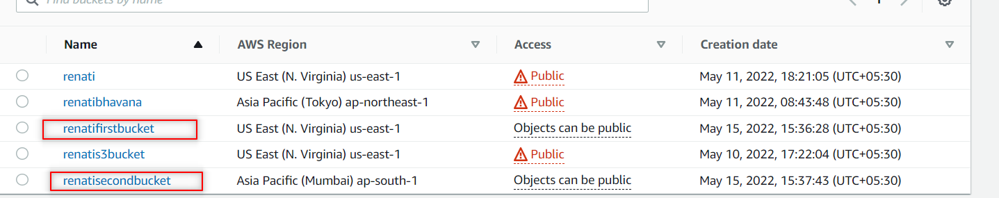 Find buckets by name 1
Name AWS Region Access Creation date
renati US East (N. Virginia) us-east-1 Public May 11, 2022, 18:21:05 (UTC+05:30)
renatibhavana Asia Pacific (Tokyo) ap-northeast-1 Public May 11, 2022, 08:43:48 (UTC+05:30)
renatifirstbucket US East (N. Virginia) us-east-1 Objects can be public May 15, 2022, 15:36:28 (UTC+05:30)
renatis3bucket US East (N. Virginia) us-east-1 Public May 10, 2022, 17:22:04 (UTC+05:30)
renatisecondbucket Asia Pacific (Mumbai) ap-south-1 Objects can be public May 15, 2022, 15:37:43 (UTC+05:30)